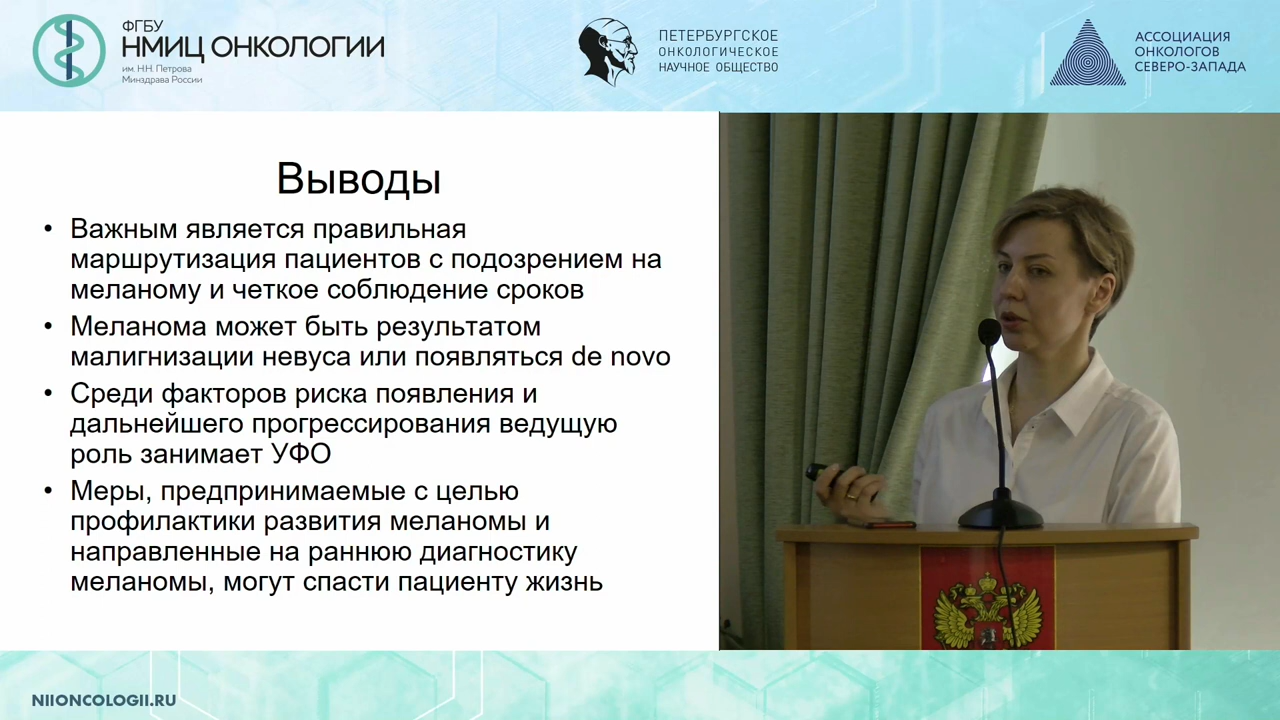 ФГБУ
НМИЦ ОНКОЛОГИИ
им. Н.Н. Петрова
Минздрава России
ПЕТЕРБУРГСКОЕ
ОНКОЛОГИЧЕСКОЕ
НАУЧНОЕ ОБЩЕСТВО
АССОЦИАЦИЯ
ОНКОЛОГОВ
СЕВЕРО-ЗАПАДА
Выводы
• Важным является правильная
маршрутизация пациентов с подозрением на
меланому и четкое соблюдение сроков
• Меланома может быть результатом
малигнизации невуса или появляться de novo
• Среди факторов риска появления и
дальнейшего прогрессирования ведущую
роль занимает УФО
• Меры, предпринимаемые с целью
профилактики развития меланомы и
направленные на раннюю диагностику
меланомы, могут спасти пациенту жизнь
NIIONCOLOGII.RU